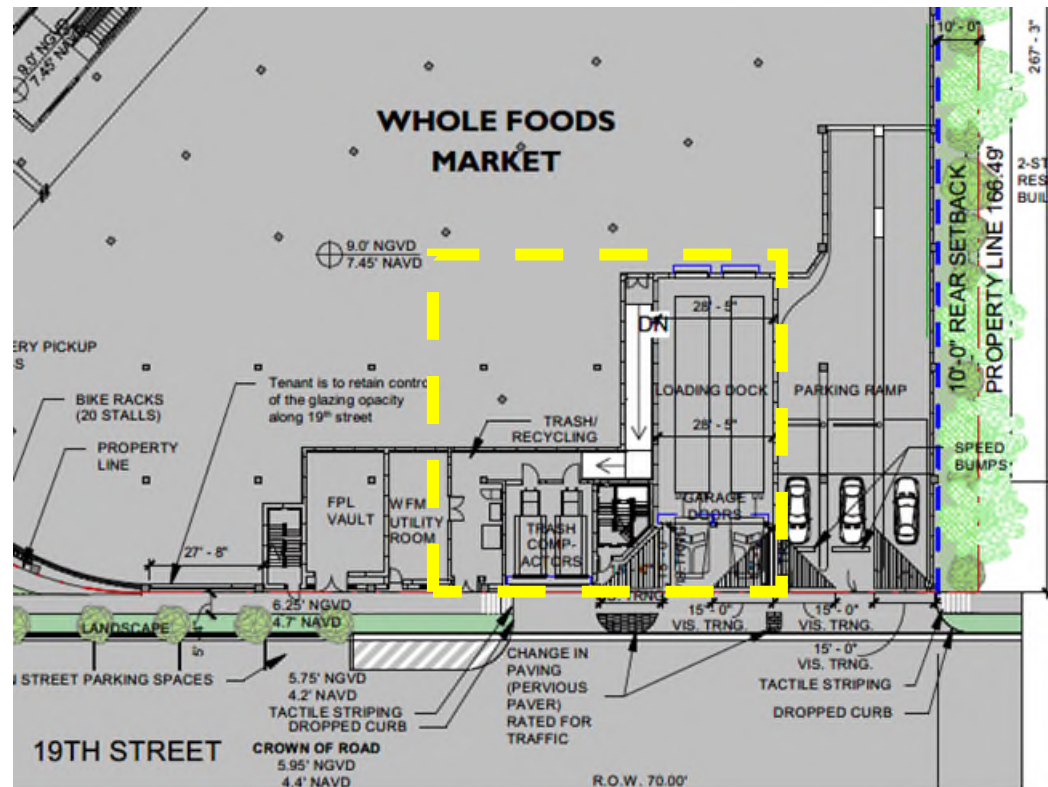 9.0' NGVD
7.45' NAVD
10' - 0"
267' - 3"
WHOLE FOODS
MARKET
2-ST
RES
BUIL
10'-0" REAR SETBACK
PROPERTY LINE 166.49'
9.0' NGVD
7.45' NAVD
28' - 5"
DN
ERY PICKUP
S
BIKE RACKS
(20 STALLS)
PROPERTY
LINE
Tenant is to retain contro
of the glazing opacity
along 19th street
LOADING DOCK
PARKING RAMP
TRASH/
RECYCLING
28' - 5"
SPEED
BUMPS
FPL
VAULT
WFM
UTILITY
ROOM
GARAGE
DOORS
TRASH
COMP-
ACTORS
27' - 8"
VIS. TRNG.
6.25' NGVD
4.7' NAVD
LANDSCAPE
15' - 0"
VIS. TRNG.
15' - 0"
VIS. TRNG.
15' - 0"
VIS. TRNG.
N STREET PARKING SPACES
5.75' NGVD
4.2' NAVD
TACTILE STRIPING
DROPPED CURB
CHANGE IN
PAVING
(PERVIOUS
PAVER)
RATED FOR
TRAFFIC
TACTILE STRIPING
DROPPED CURB
19TH STREET
CROWN OF ROAD
5.95' NGVD
4.4' NAVD
R.O.W. 70.00'